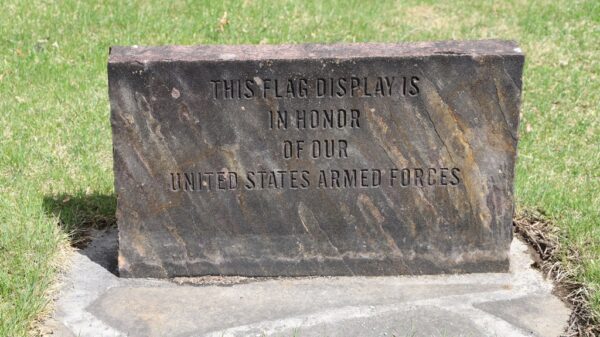 THIS FLAG DISPLAY IS
IN HONOR
OF OUR
UNITED STATES ARMED FORCES